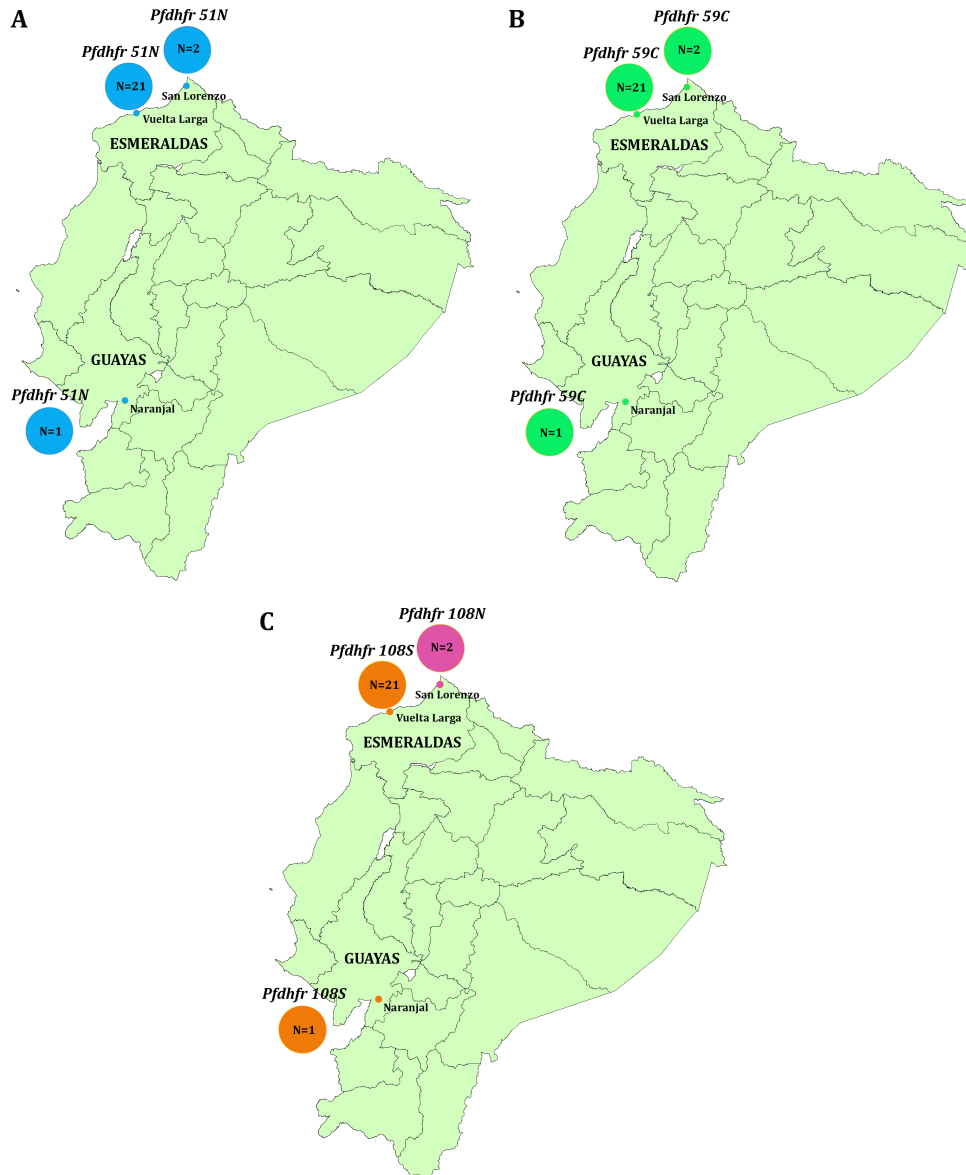 A
Pfdhfr 51N
N=2
Pfdhfr 51N
N=21
San Lorenzo
Vuelta Larga
ESMERALDAS
GUAYAS
Pfdhfr 51N
Naranjal
N=1
B
Pfdhfr 59C
N=2
Pfdhfr 59C
N=21
San Lorenzo
Vuelta Larga
ESMERALDAS
GUAYAS
Pfdhfr 59C
Naranjal
N=1
C
Pfdhfr 108N
N=2
Pfdhfr 108S
N=21
San Lorenzo
Vuelta Larga
ESMERALDAS
GUAYAS
Pfdhfr 108S
Naranjal
N=1